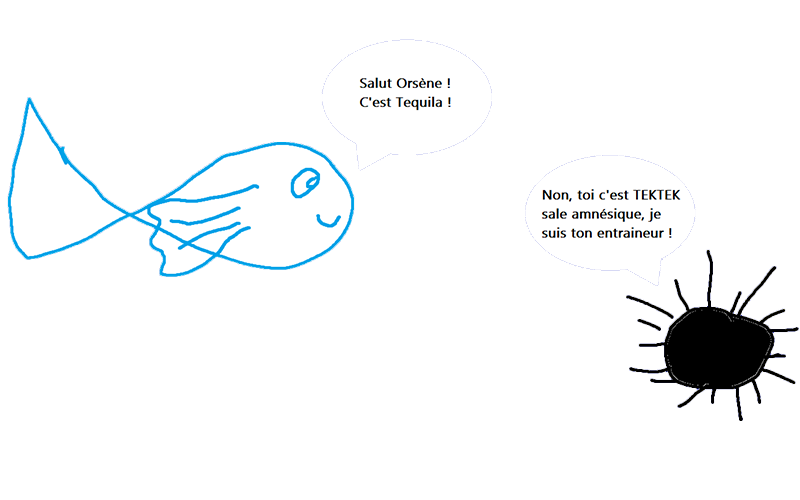 Salut Orsène !
C'est Tequila !
Non, toi c'est TEKTEK
sale amnésique, je
suis ton entraineur !